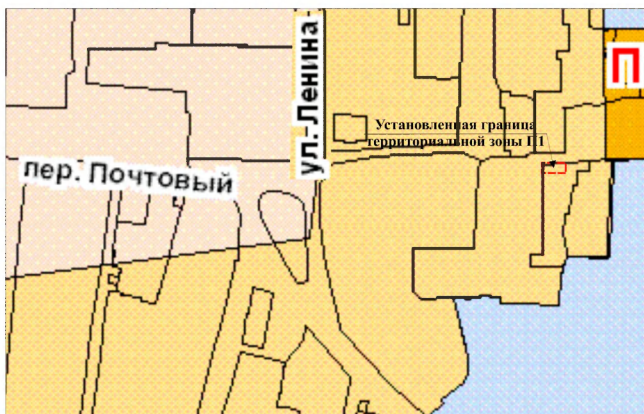 ул. Ленина
П
Установленная граница
территориальной зоны П1
пер. Почтовый